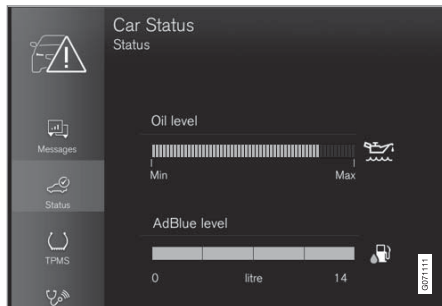 Car Status
Status
Messages
Status
TPMS
Oil level
Min Max
AdBlue level
0 litre 14
G071111